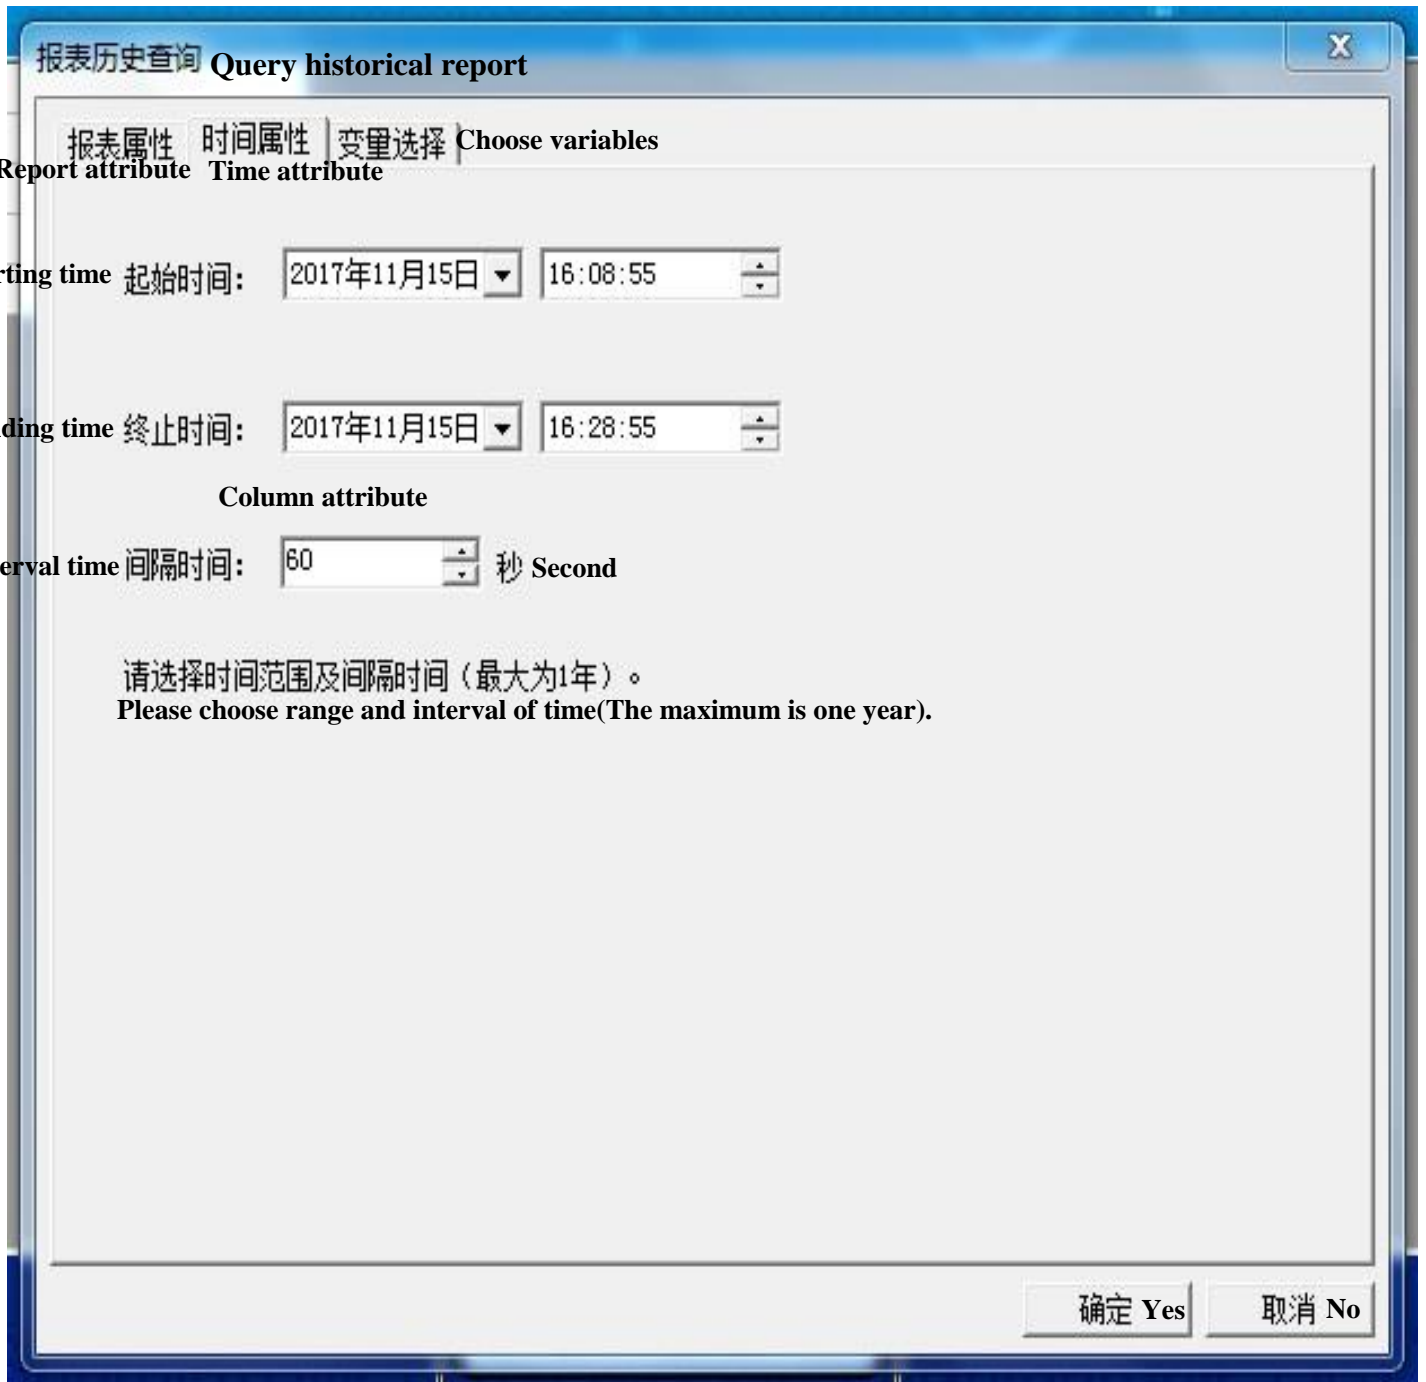 报表历史查询 Query historical report
报表属性 时间属性 变里选择 Choose variables
Report attribute Time attribute
rting time 起始时间: 2017年11月15日 16:08:55
ding time 终止时间: 2017年11月15日 16:28:55
Column attribute
erval time 间隔时间: 60 秒 Second
请选择时间范围及间隔时间（最大为1年）。
Please choose range and interval of time(The maximum is one year).
确定 Yes 取消 No